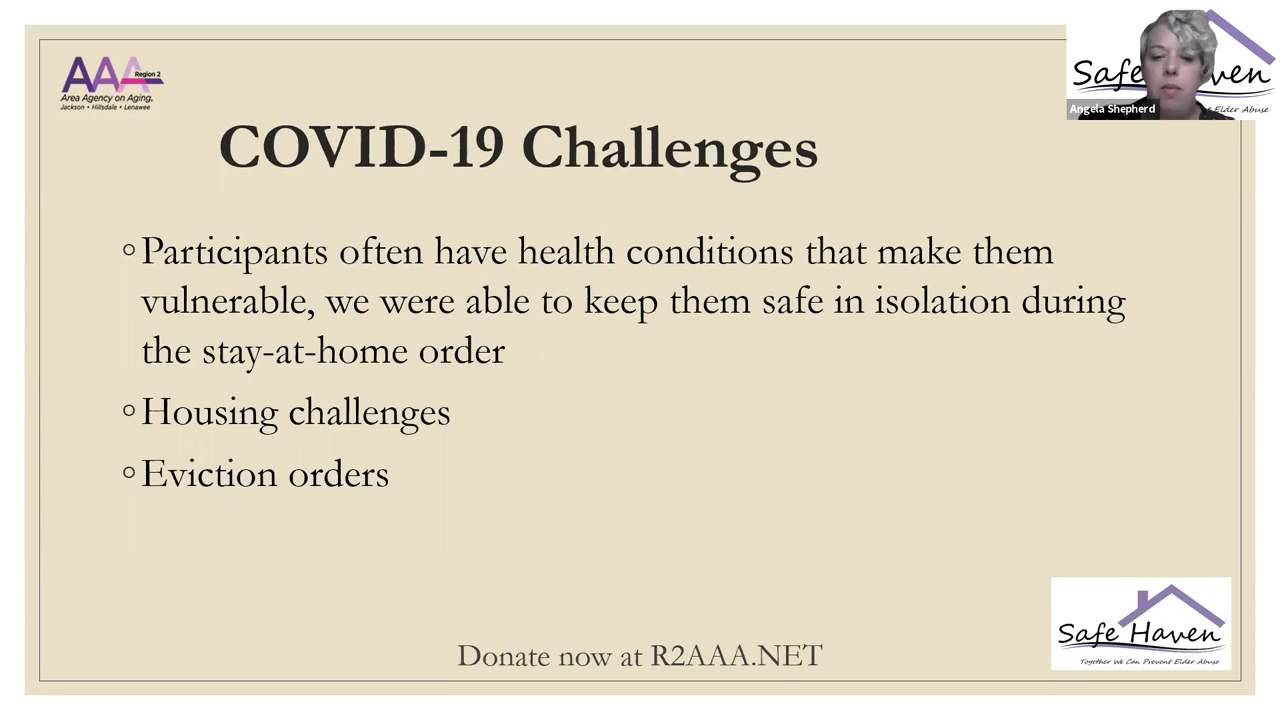 AAA
Region 2
Area Agency on Aging.
Jackson • Hillsdale • Lenawee
Safe Haven
Angela Shepherd
Elder Abuse
COVID-19 Challenges
Participants often have health conditions that make them
vulnerable, we were able to keep them safe in isolation during
the stay-at-home order
Housing challenges
Eviction orders
Safe Haven
Together We Can Prevent Elder Abuse
Donate now at R2AAA.NET